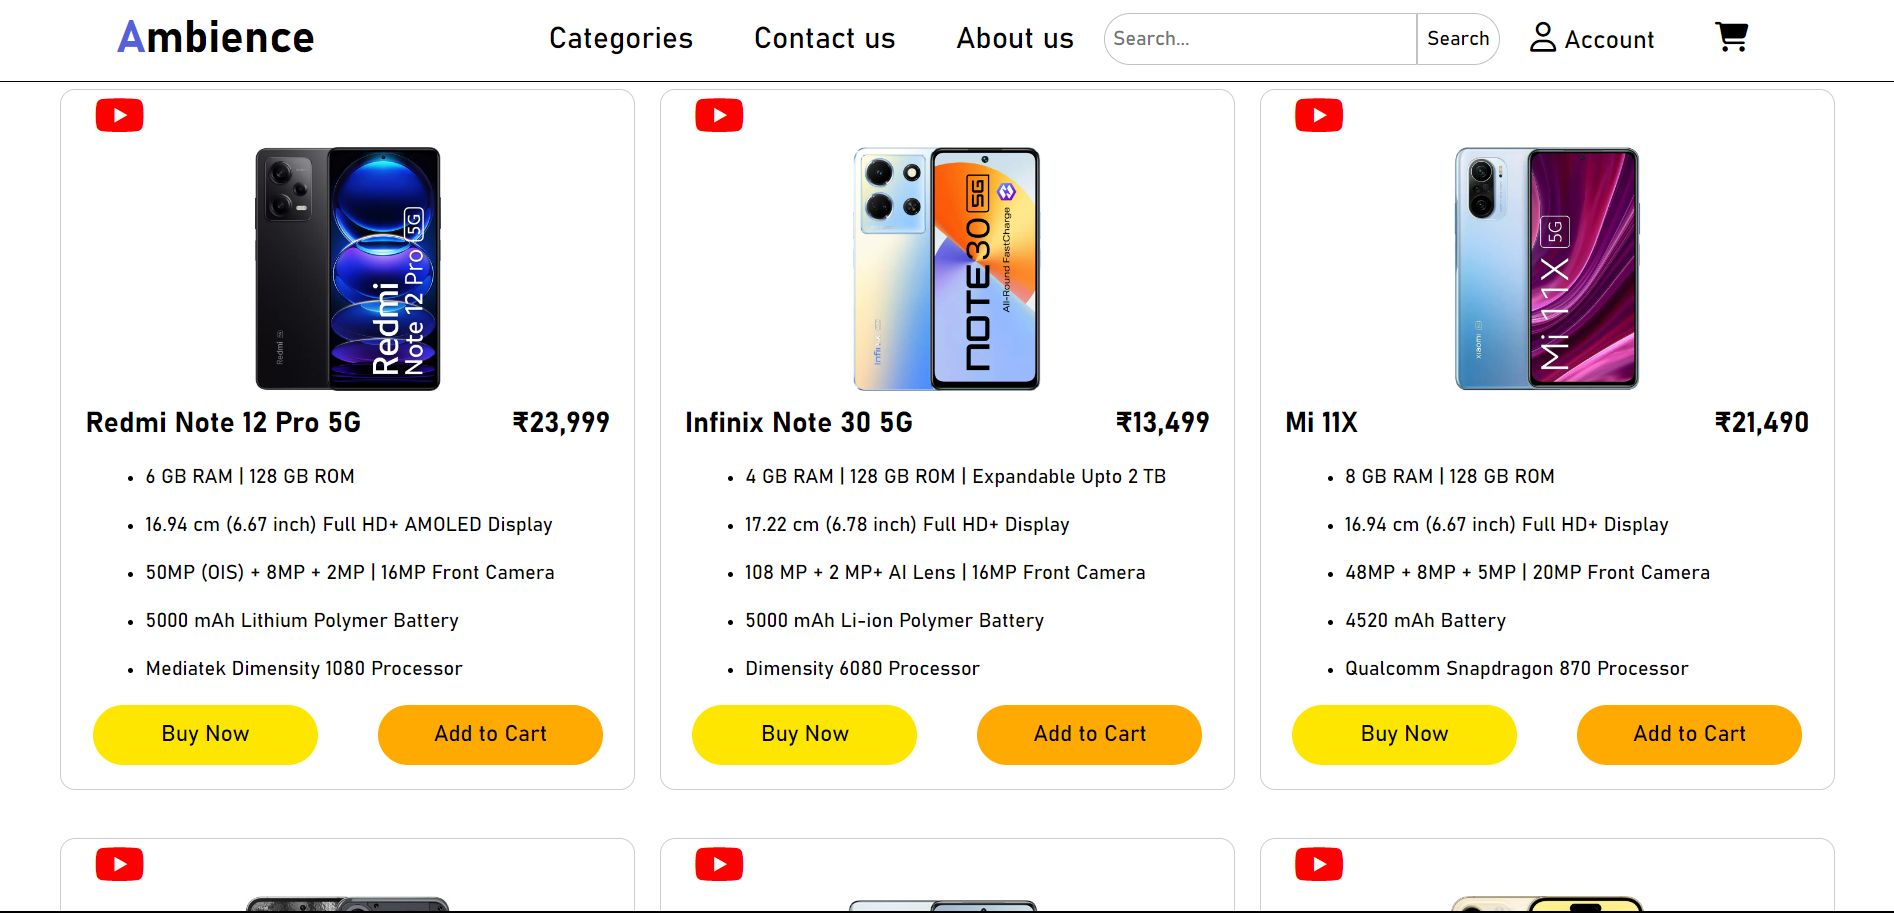 Ambience
Categories
Contact us
About us
Search...
Search
Account
Redmi
Note 12 Pro 5G
Redmi 5G
Redmi Note 12 Pro 5G
₹23,999
6 GB RAM | 128 GB ROM
16.94 cm (6.67 inch) Full HD+ AMOLED Display
50MP (OIS) + 8MP + 2MP | 16MP Front Camera
5000 mAh Lithium Polymer Battery
Mediatek Dimensity 1080 Processor
Buy Now
Add to Cart
Infinix
NOTE 30 5G
All-Round FastCharge
Infinix Note 30 5G
₹13,499
4 GB RAM | 128 GB ROM | Expandable Upto 2 TB
17.22 cm (6.78 inch) Full HD+ Display
108 MP + 2 MP+ AI Lens | 16MP Front Camera
5000 mAh Li-ion Polymer Battery
Dimensity 6080 Processor
Buy Now
Add to Cart
xiaomi
Mi 11X 5G
Mi 11X
₹21,490
8 GB RAM | 128 GB ROM
16.94 cm (6.67 inch) Full HD+ Display
48MP + 8MP + 5MP | 20MP Front Camera
4520 mAh Battery
Qualcomm Snapdragon 870 Processor
Buy Now
Add to Cart